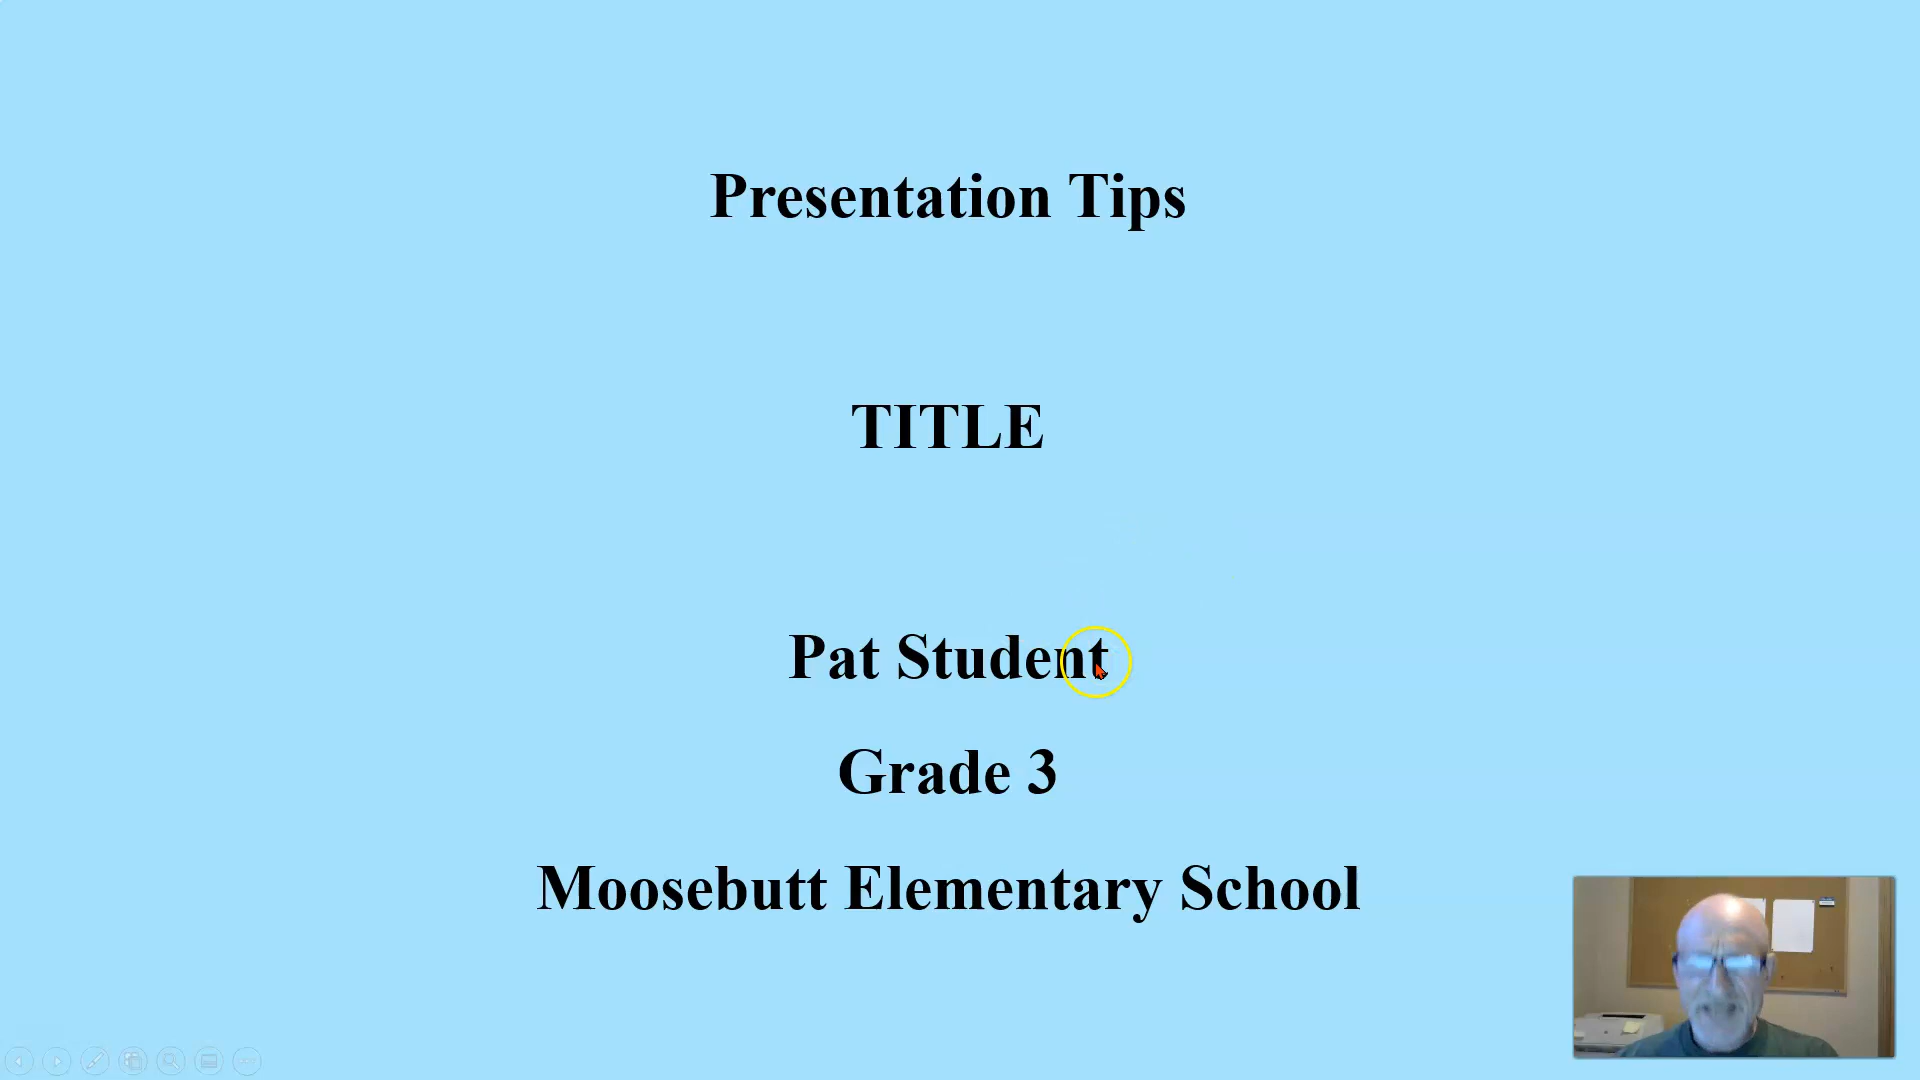 Presentation Tips
TITLE
Pat Student
Grade 3
Moosebutt Elementary School